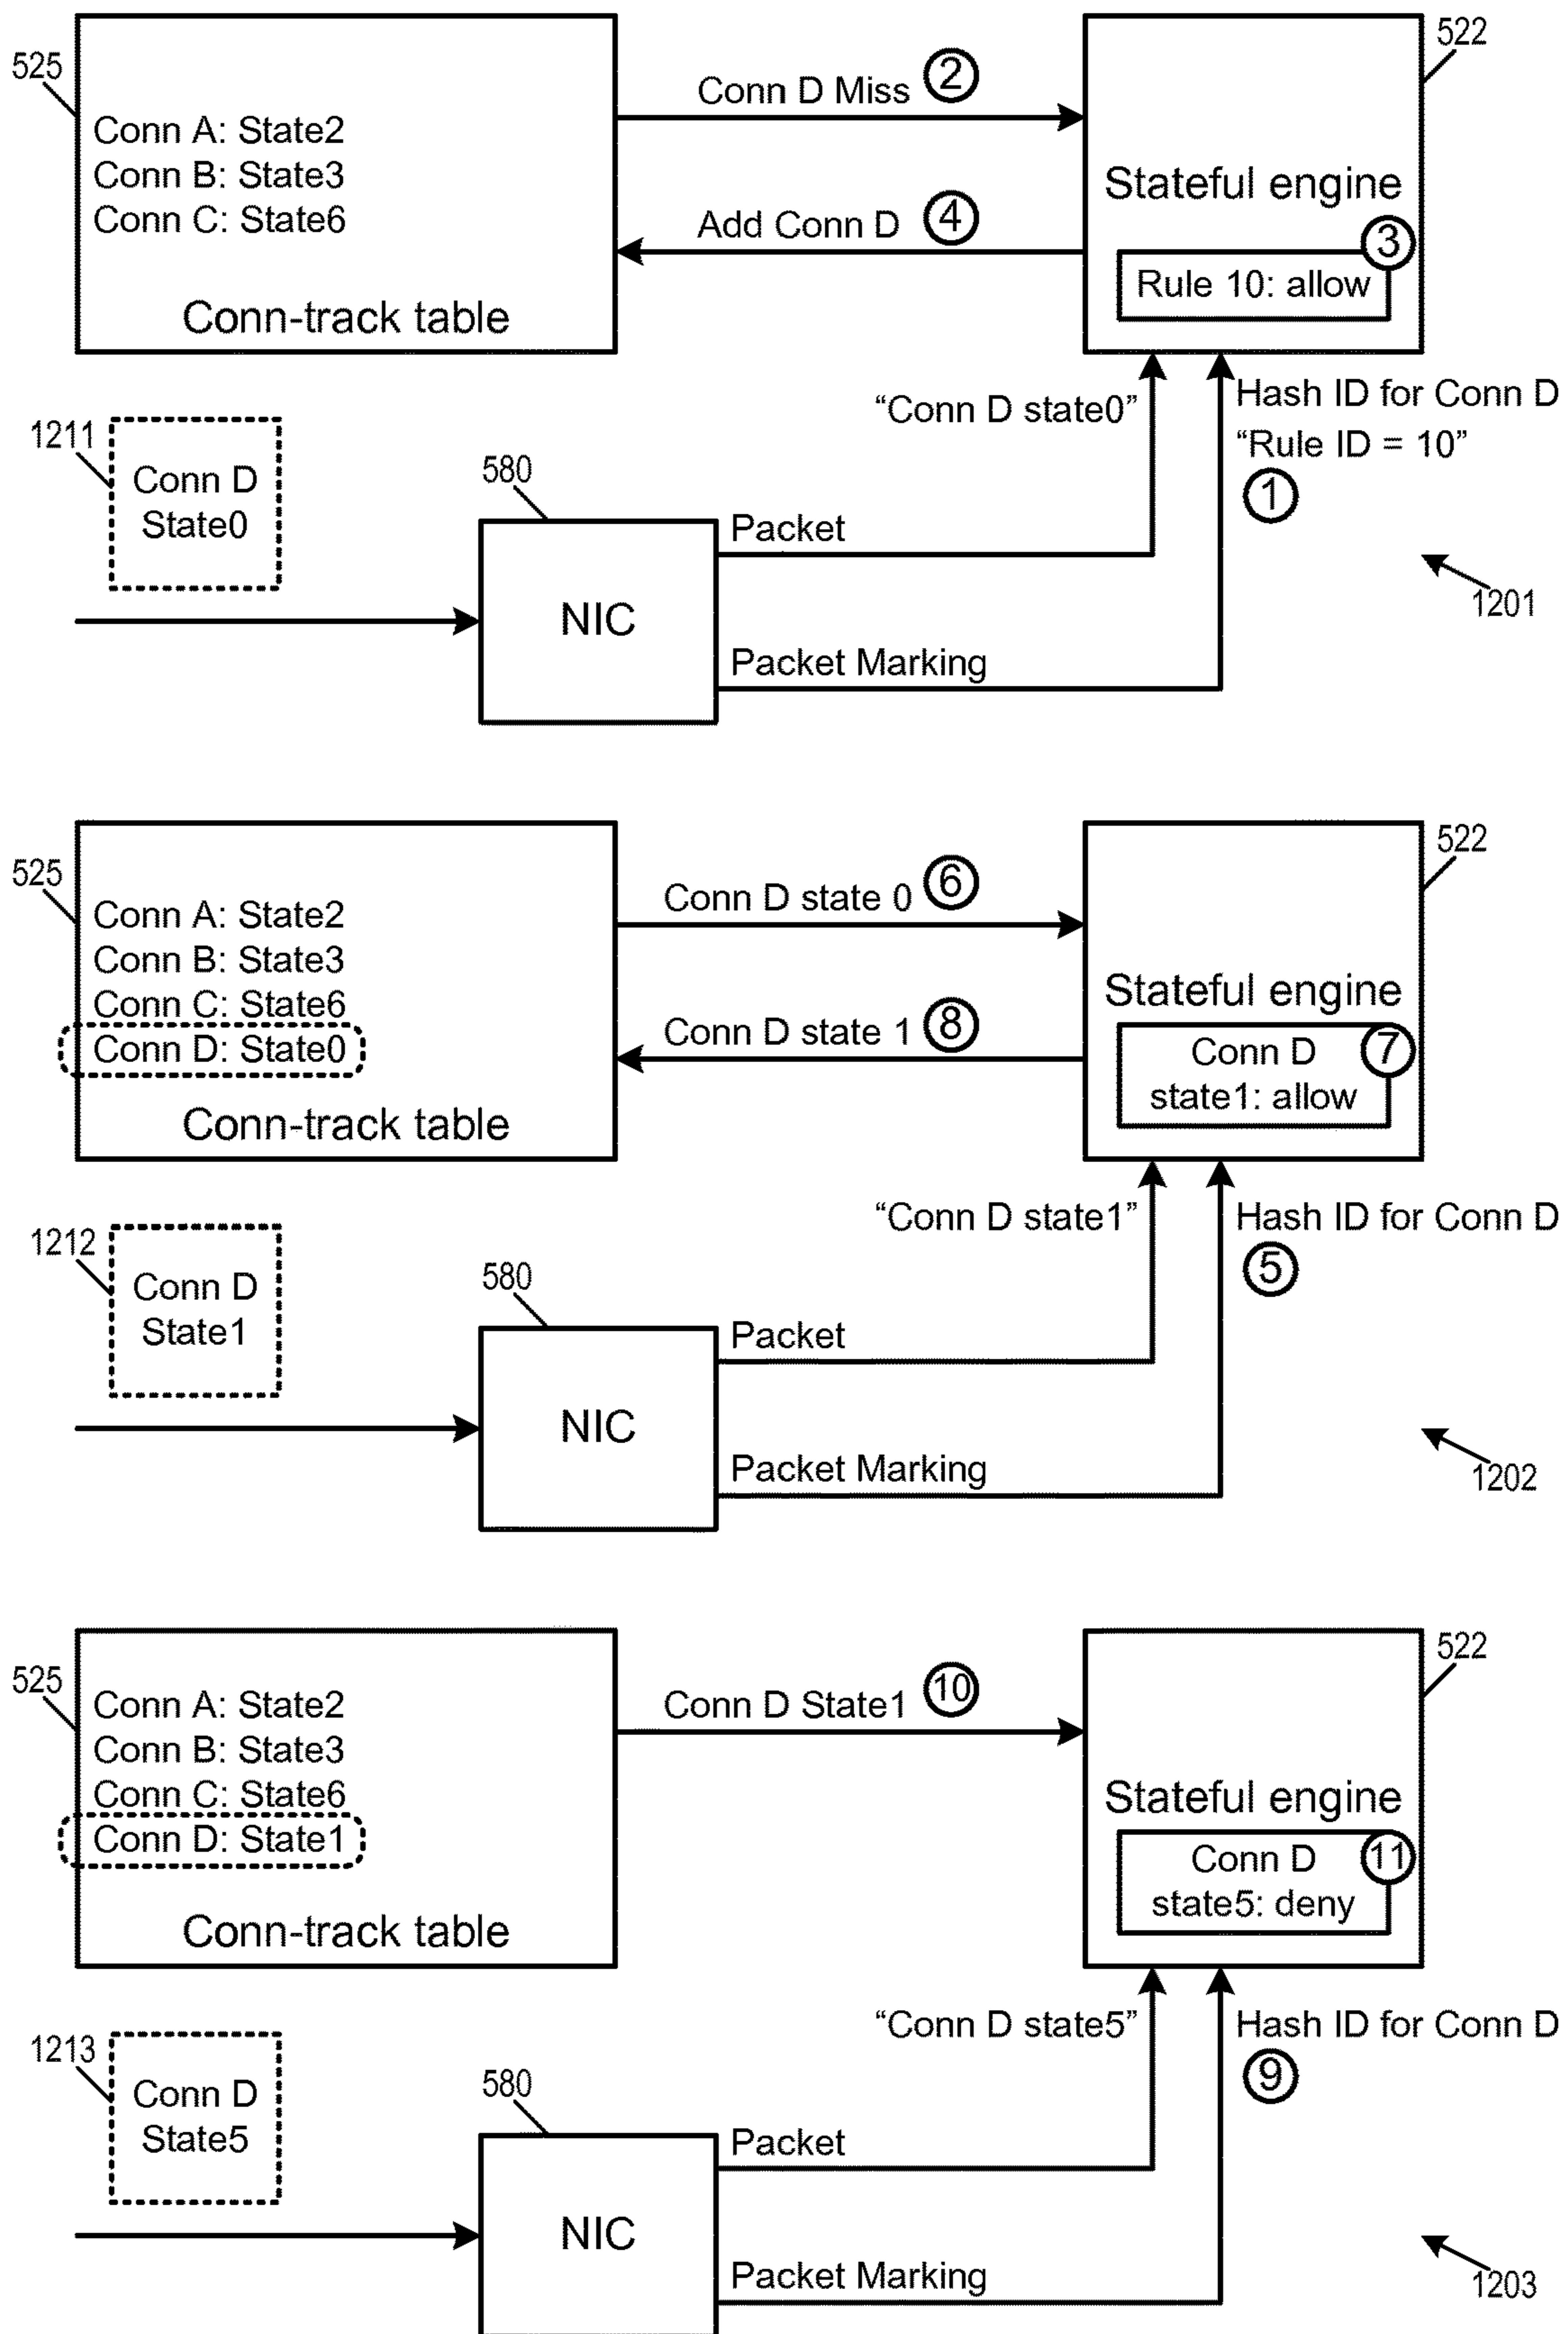 525
Conn A: State2
Conn B: State3
Conn C: State6
Conn-track table
Conn D Miss 2
Add Conn D 4
522
Stateful engine
3
Rule 10: allow
1211
Conn D
State0
580
NIC
Packet
Packet Marking
“Conn D state0”
Hash ID for Conn D
“Rule ID = 10”
1
1201
525
Conn A: State2
Conn B: State3
Conn C: State6
Conn D: State0
Conn-track table
Conn D state 0 6
Conn D state 1 8
522
Stateful engine
Conn D 7
state1: allow
1212
Conn D
State1
580
NIC
Packet
Packet Marking
“Conn D state1”
Hash ID for Conn D
5
1202
525
Conn A: State2
Conn B: State3
Conn C: State6
Conn D: State1
Conn-track table
Conn D State1 10
522
Stateful engine
Conn D 11
state5: deny
1213
Conn D
State5
580
NIC
Packet
Packet Marking
“Conn D state5”
Hash ID for Conn D
9
1203